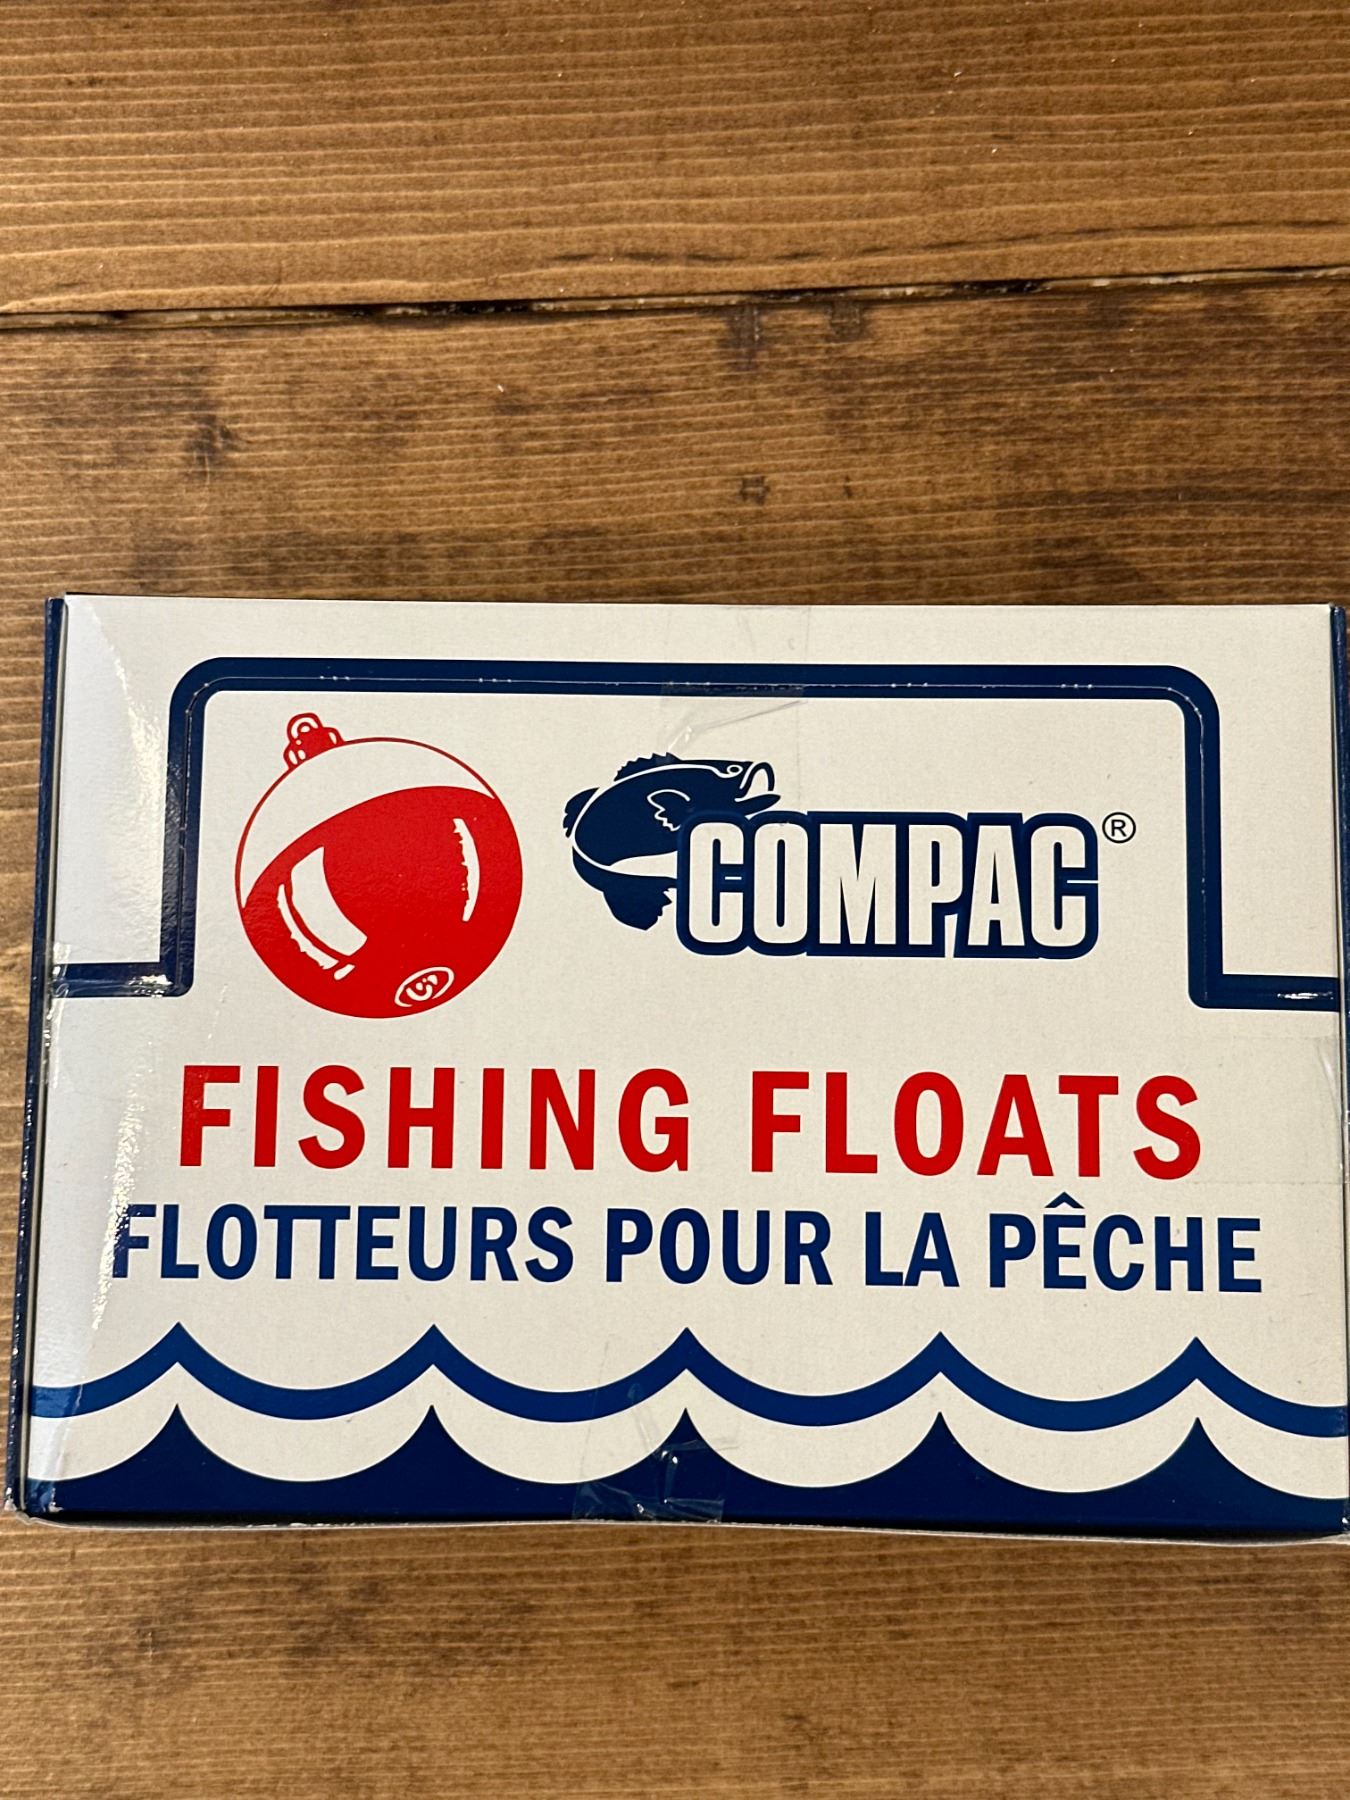 COMPAC®
FISHING FLOATS
FLOTTEURS POUR LA PÊCHE